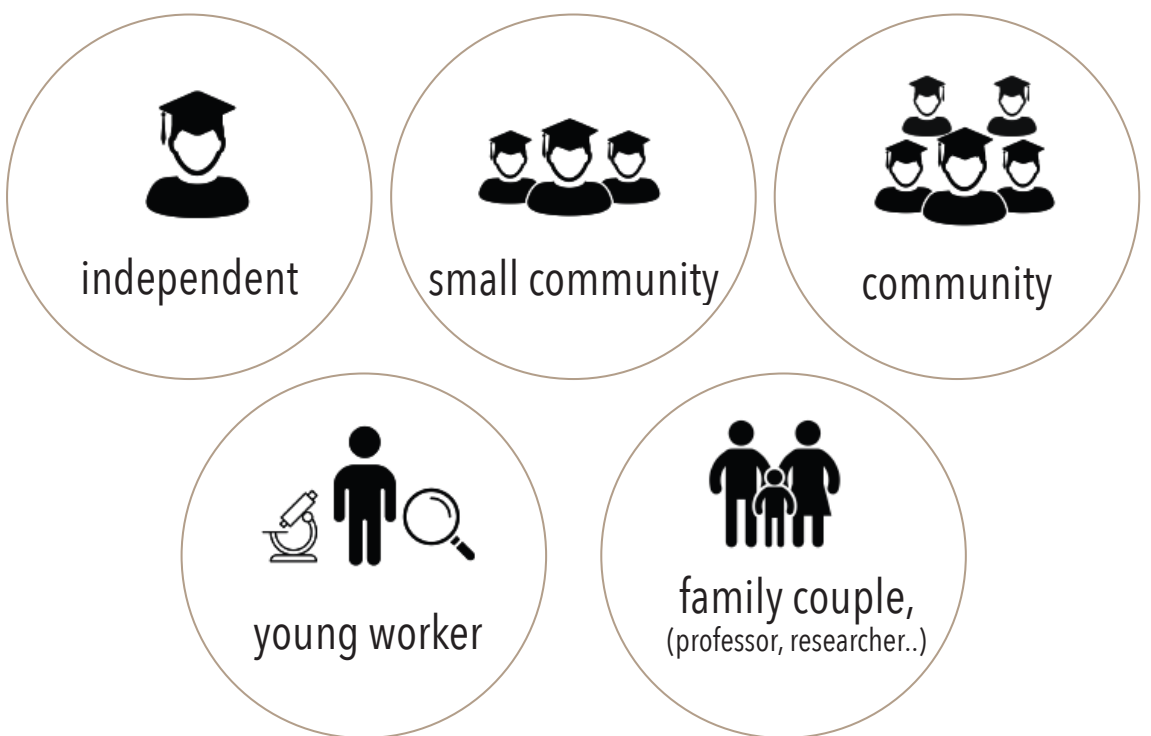 independent
small community
community
young worker
family couple,
(professor, researcher..)